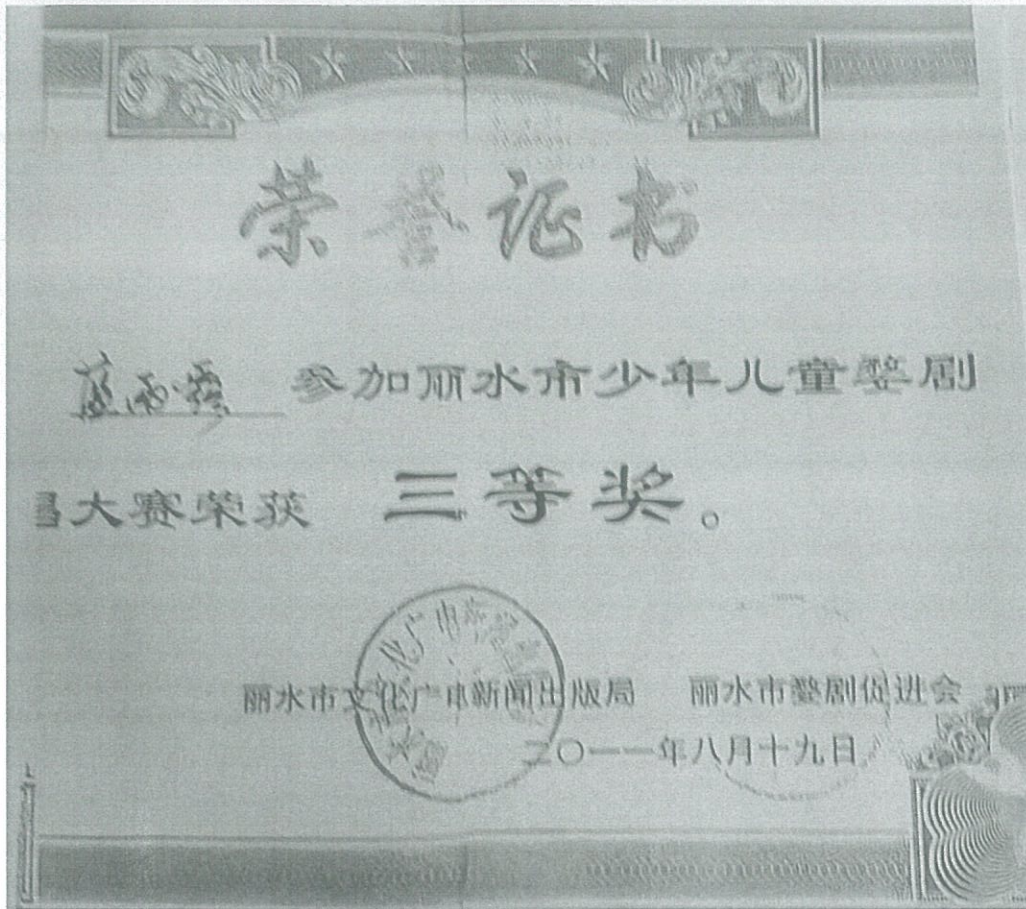 荣誉证书
参加丽水市少年儿童婺剧
大赛荣获 三等奖。
丽水市文化广电新闻出版局 丽水市婺剧促进会
二〇一一年八月十九日